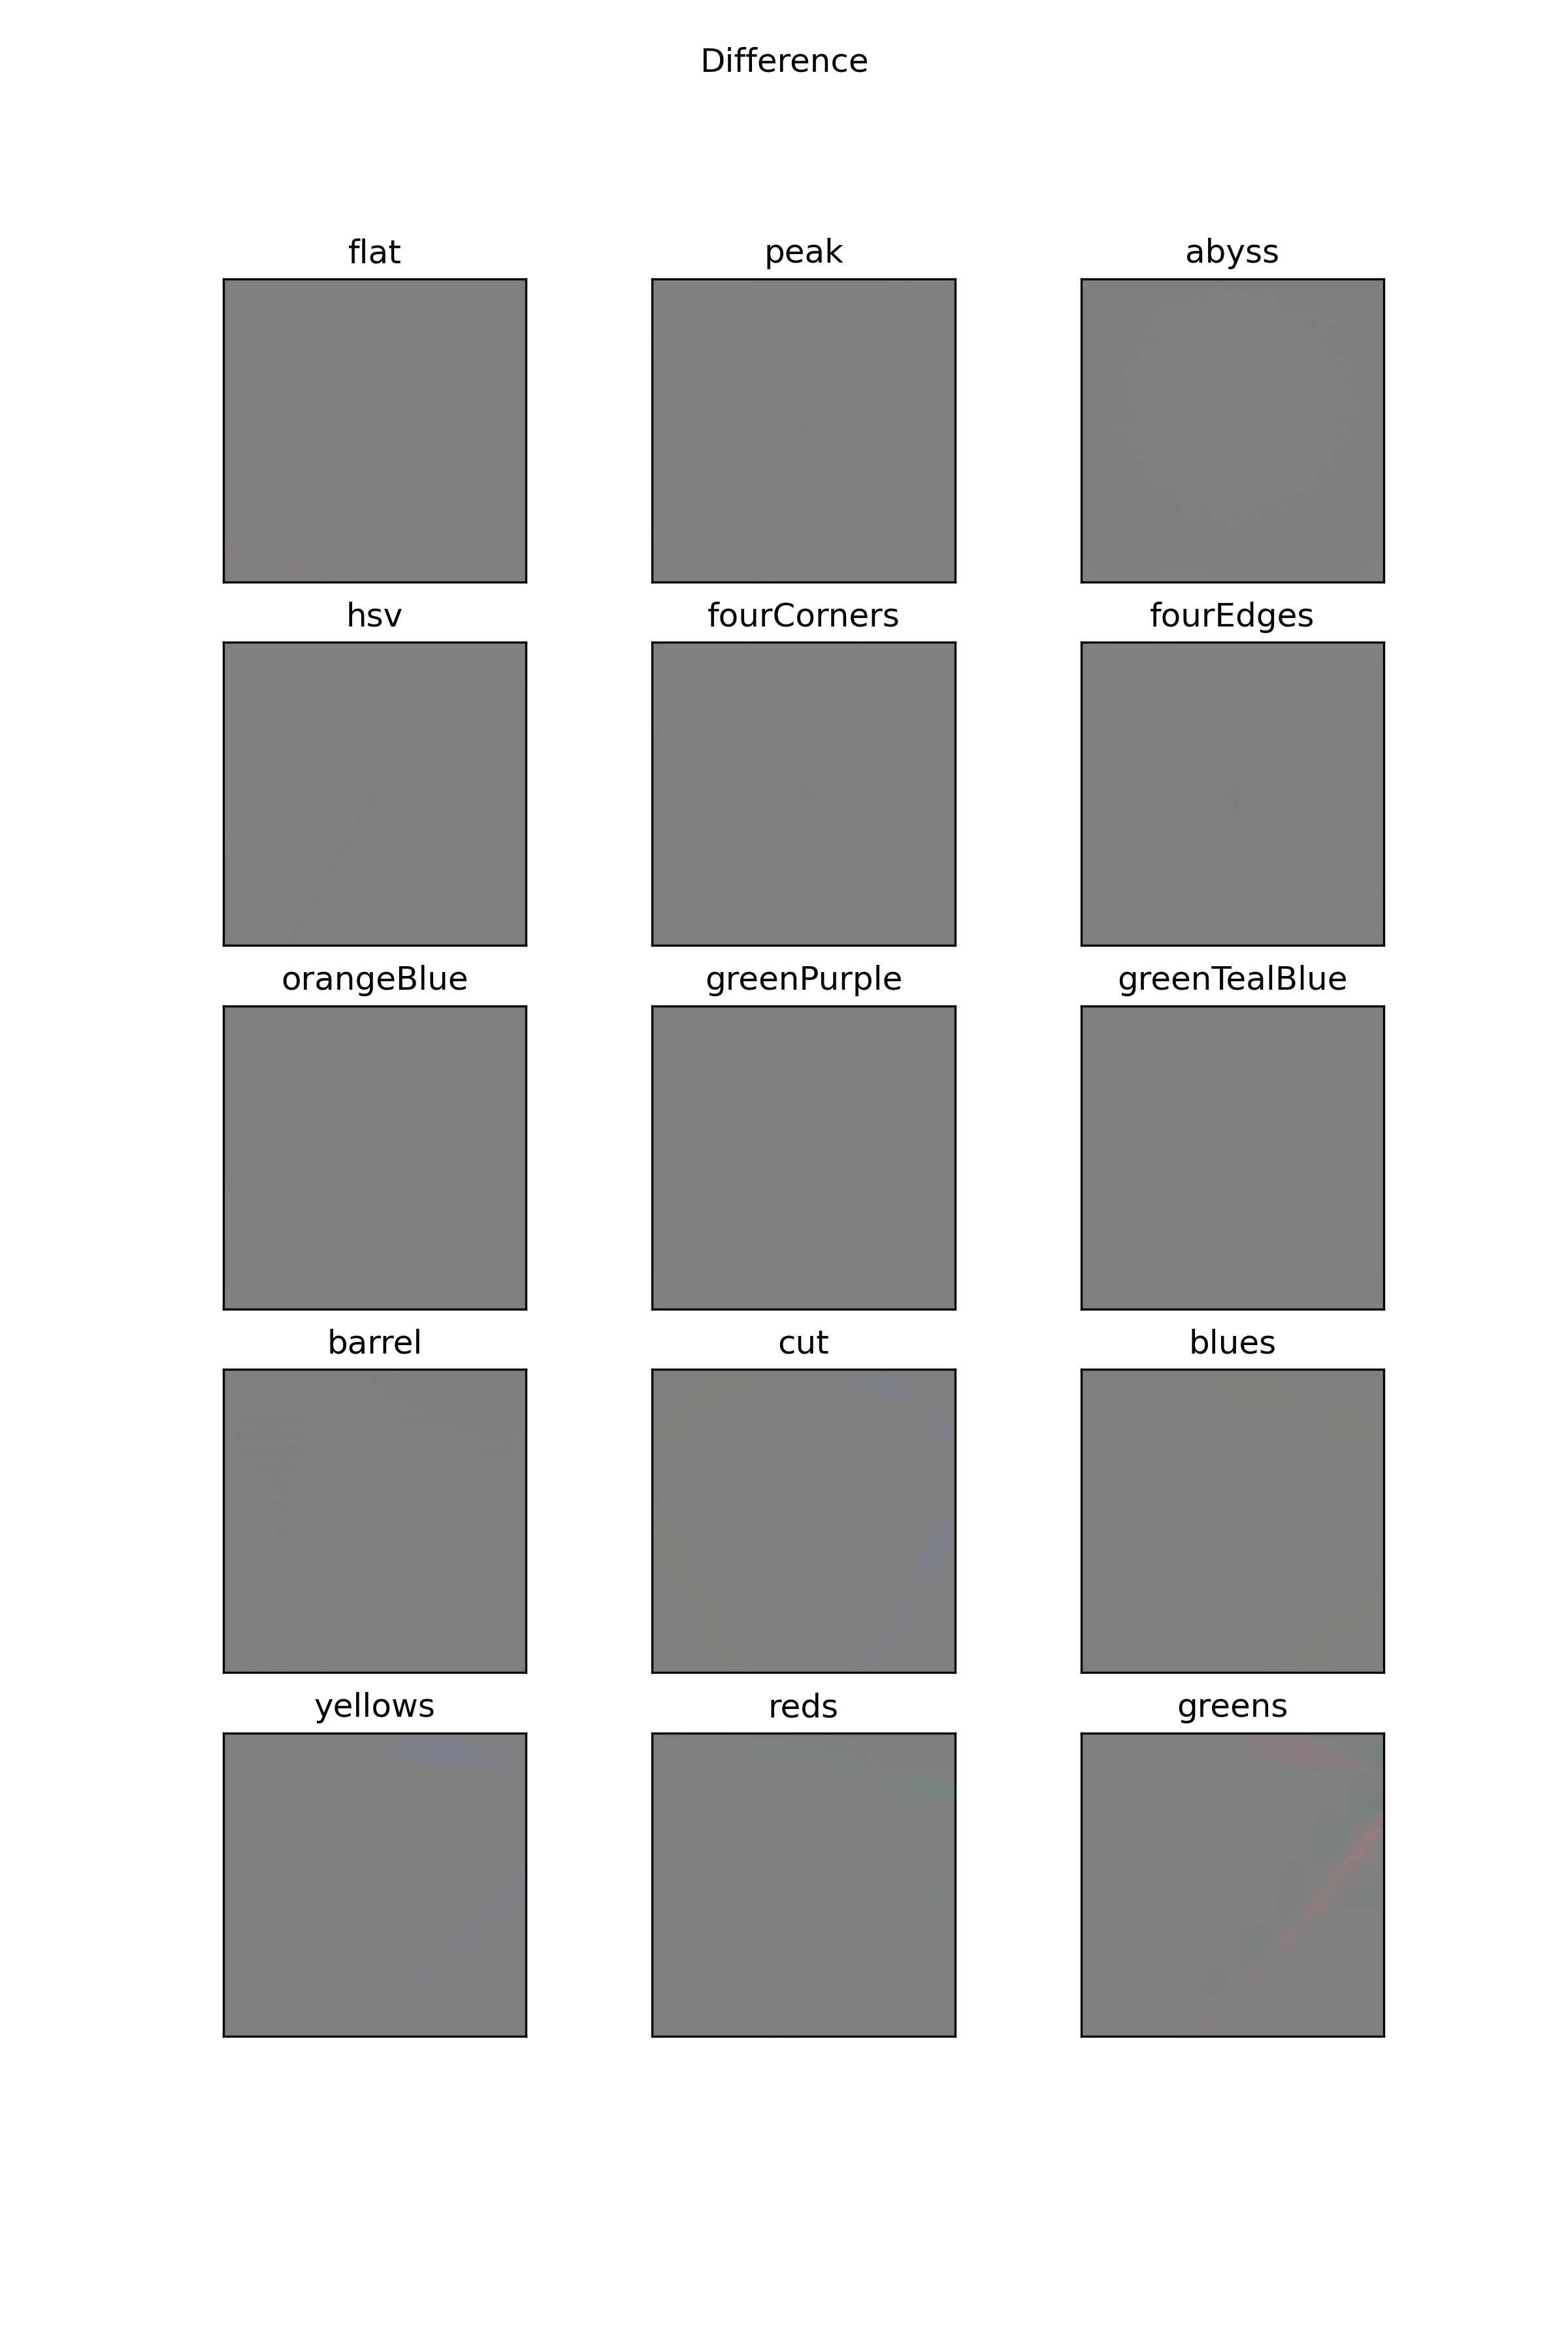 Difference
flat peak abyss
hsv fourCorners fourEdges
orangeBlue greenPurple greenTealBlue
barrel cut blues
yellows reds greens